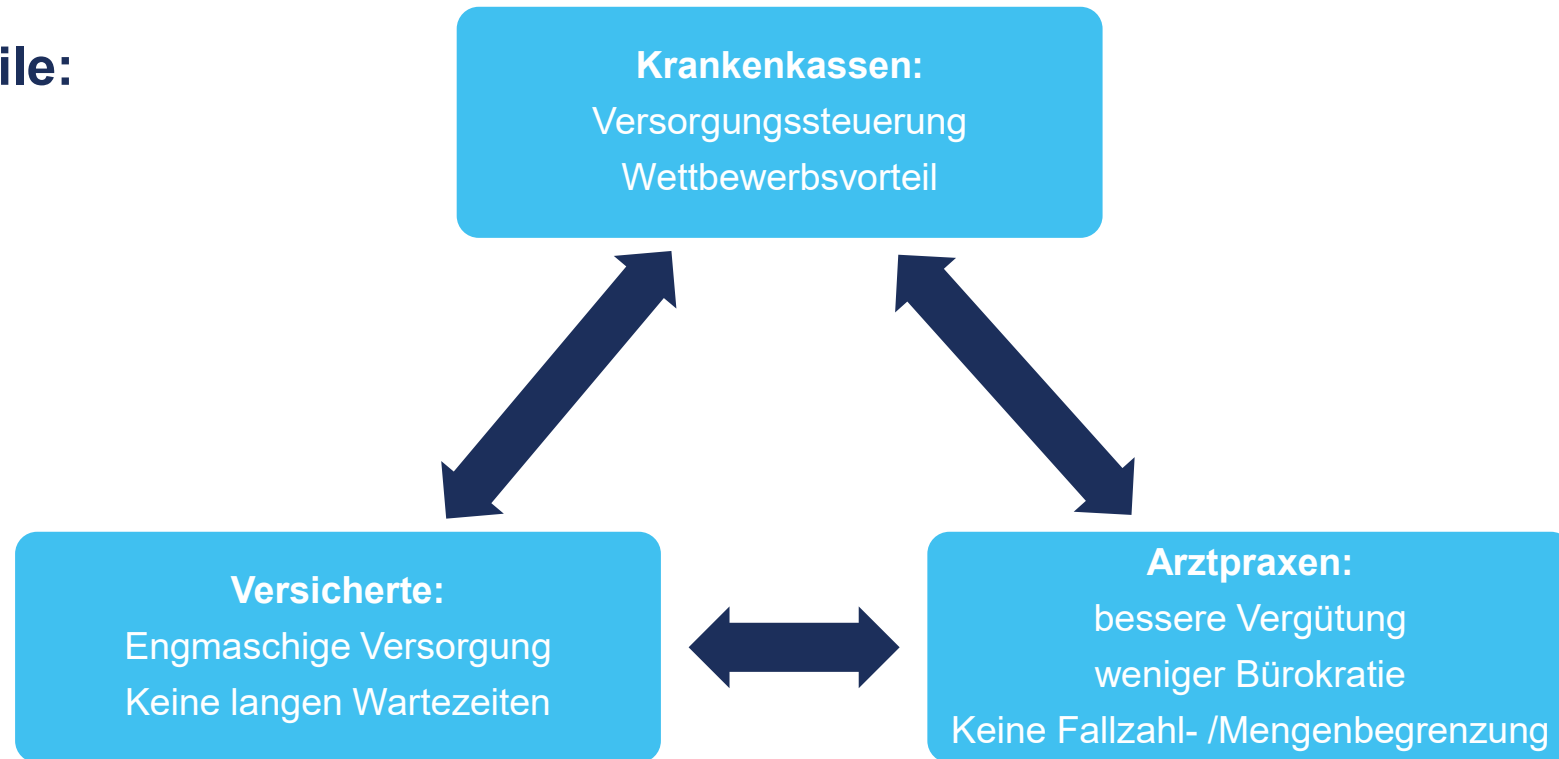 ile:
Krankenkassen:
Versorgungssteuerung
Wettbewerbsvorteil
Versicherte:
Engmaschige Versorgung
Keine langen Wartezeiten
Arztpraxen:
bessere Vergütung
weniger Bürokratie
Keine Fallzahl- /Mengenbegrenzung